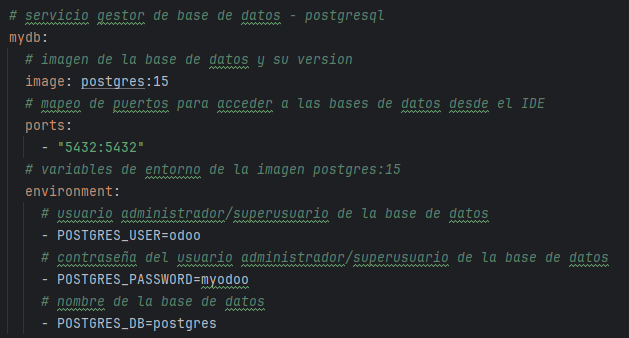 # servicio gestor de base de datos - postgresql
mydb:
# imagen de la base de datos y su version
image: postgres:15
# mapeo de puertos para acceder a las bases de datos desde el IDE
ports:
- "5432:5432"
# variables de entorno de la imagen postgres:15
environment:
# usuario administrador/superusuario de la base de datos
- POSTGRES_USER=odoo
# contraseña del usuario administrador/superusuario de la base de datos
- POSTGRES_PASSWORD=myodoo
# nombre de la base de datos
- POSTGRES_DB=postgres